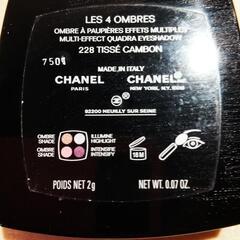 LES 4 OMBRES
OMBRE À PAUPIÈRES EFFETS MULTIPLES
MULTI-EFFECT QUADRA EYESHADOW
228 TISSÉ CAMBON
7504
MADE IN ITALY
CHANEL CHANEL
PARIS NEW YORK, N.Y.
92200 NEUILLY SUR SEINE
OMBRE SHADE ILLUMINE HIGHLIGHT
OMBRE SHADE INTENSIFIE INTENSIFY
18 M
POIDS NET 2g NET WT. 0.07 OZ.